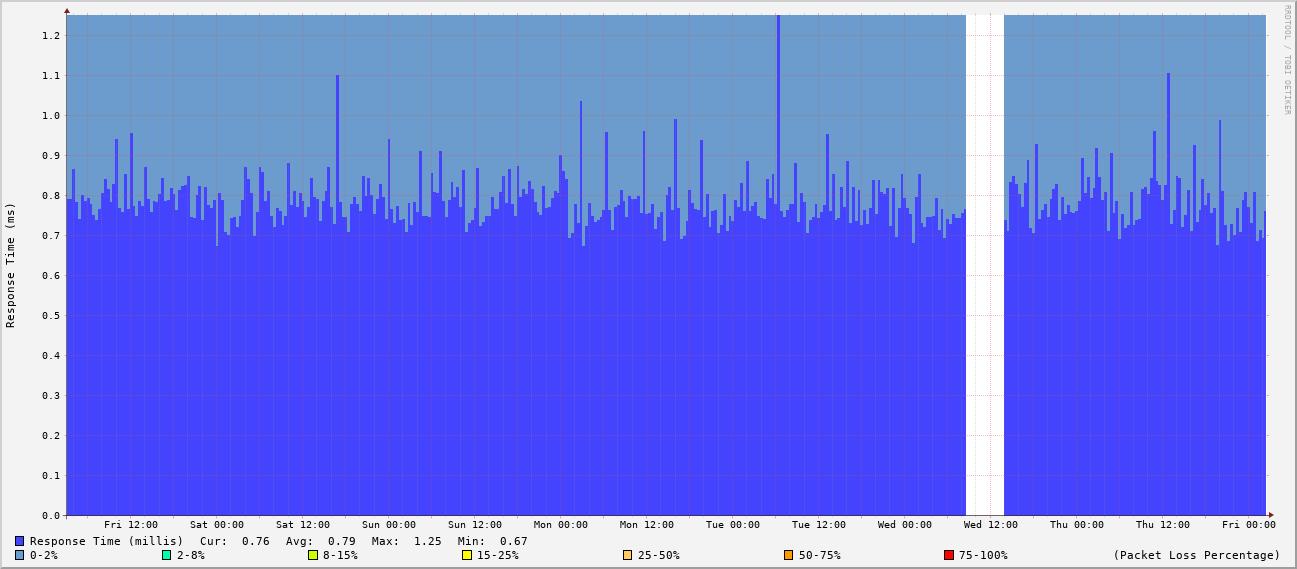 RRDTOOL / TOBI OETIKER
Response Time (ms)
1.2
1.1
1.0
0.9
0.8
0.7
0.6
0.5
0.4
0.3
0.2
0.1
0.0
Fri 12:00 Sat 00:00 Sat 12:00 Sun 00:00 Sun 12:00 Mon 00:00 Mon 12:00 Tue 00:00 Tue 12:00 Wed 00:00 Wed 12:00 Thu 00:00 Thu 12:00 Fri 00:00
Response Time (millis) Cur: 0.76 Avg: 0.79 Max: 1.25 Min: 0.67
0-2% 2-8% 8-15% 15-25% 25-50% 50-75% 75-100% (Packet Loss Percentage)